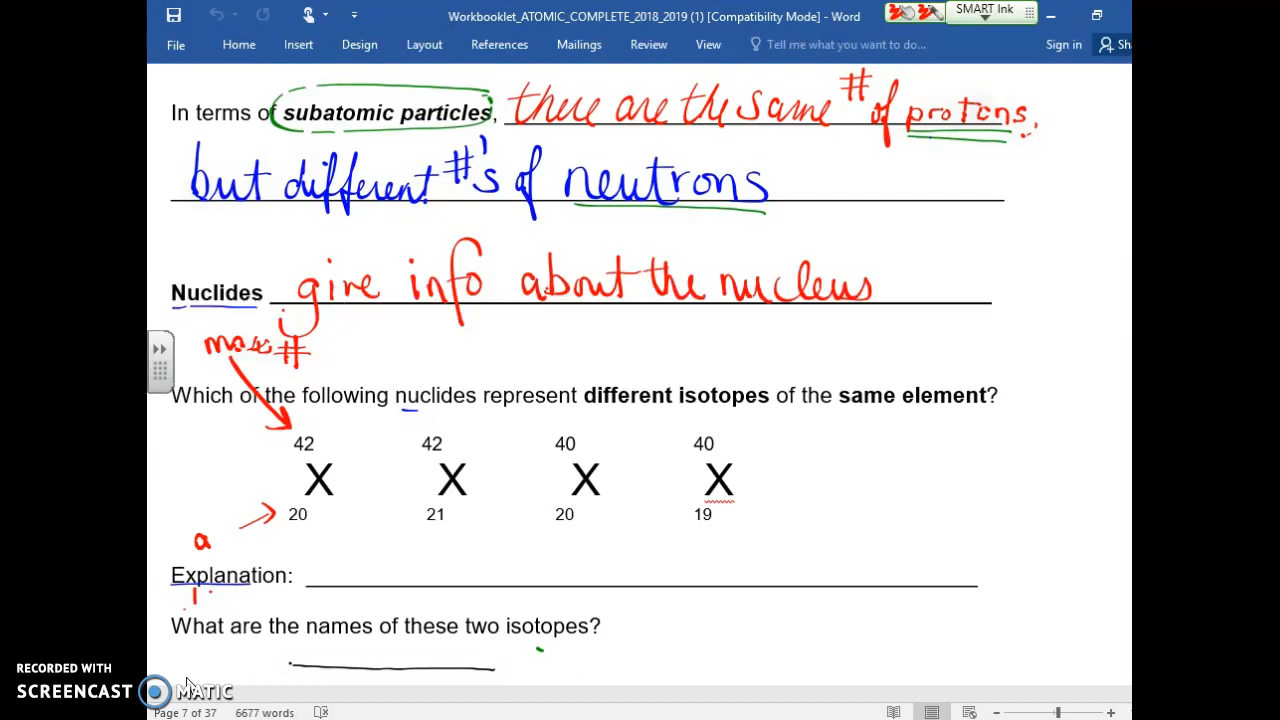 Workbooklet_ATOMIC_COMPLETE_2018_2019 (1) [Compatibility Mode] - Word
SMART Ink
File Home Insert Design Layout References Mailings Review View Tell me what you want to do... Sign in Sh
In terms of subatomic particles, there are the same # of protons,
but different #'s of neutrons
Nuclides give info about the nucleus
mass #
Which of the following nuclides represent different isotopes of the same element?
42 42 40 40
X X X X
20 21 20 19
a
Explanation:
What are the names of these two isotopes?
RECORDED WITH
SCREENCAST MATIC
Page 7 of 37 6677 words